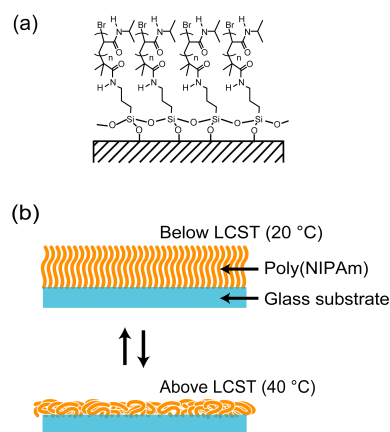 (a)
Br H Br H Br H Br H
N N N N
O O O O
n n n n
O O O O
H N H N H N H N
Si Si Si Si
O O O O O
O O O O
(b)
Below LCST (20 °C)
Poly(NIPAm)
Glass substrate
Above LCST (40 °C)